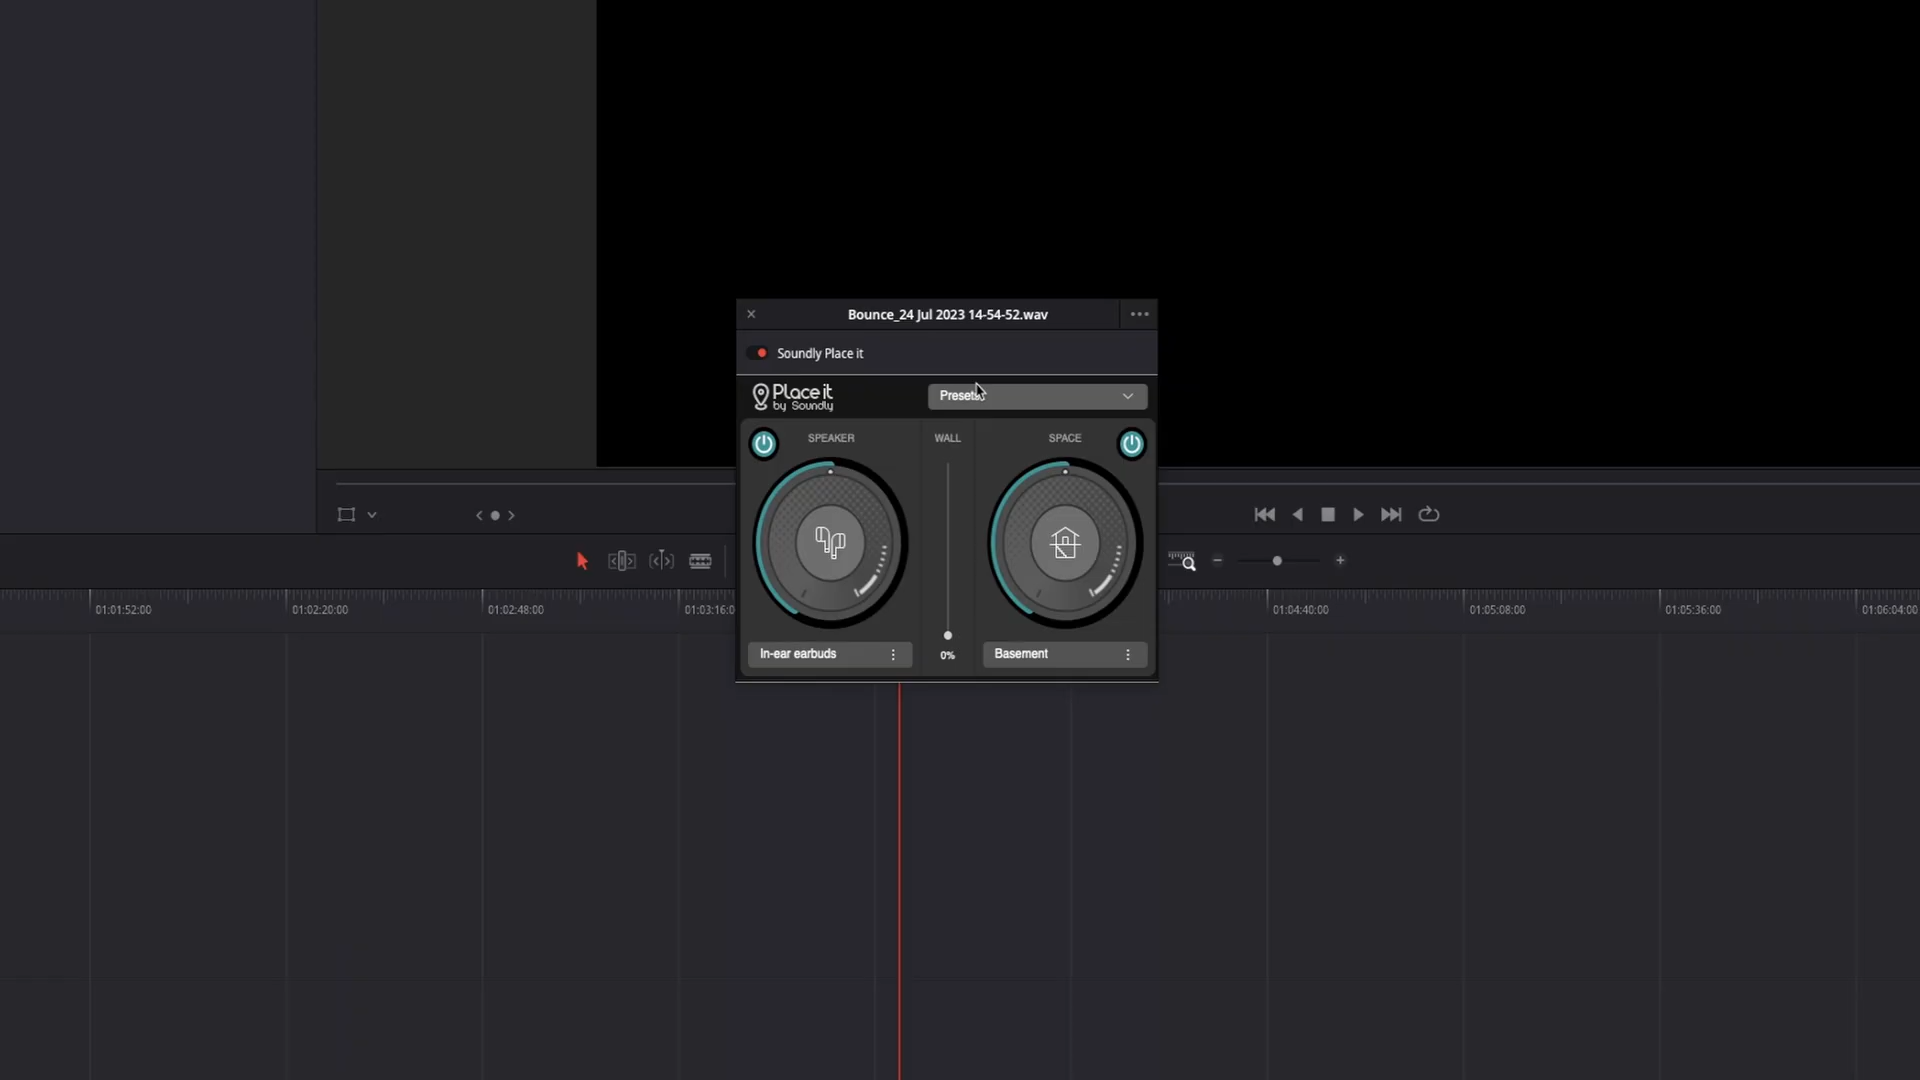 Bounce_24 Jul 2023 14-54-52.wav
Soundly Place it
Place it
by Soundly
Presets
SPEAKER
WALL
SPACE
01:01:52:00
01:02:20:00
01:02:48:00
01:03:16:0
01:04:40:00
01:05:08:00
01:05:36:00
01:06:04:00
In-ear earbuds
0%
Basement